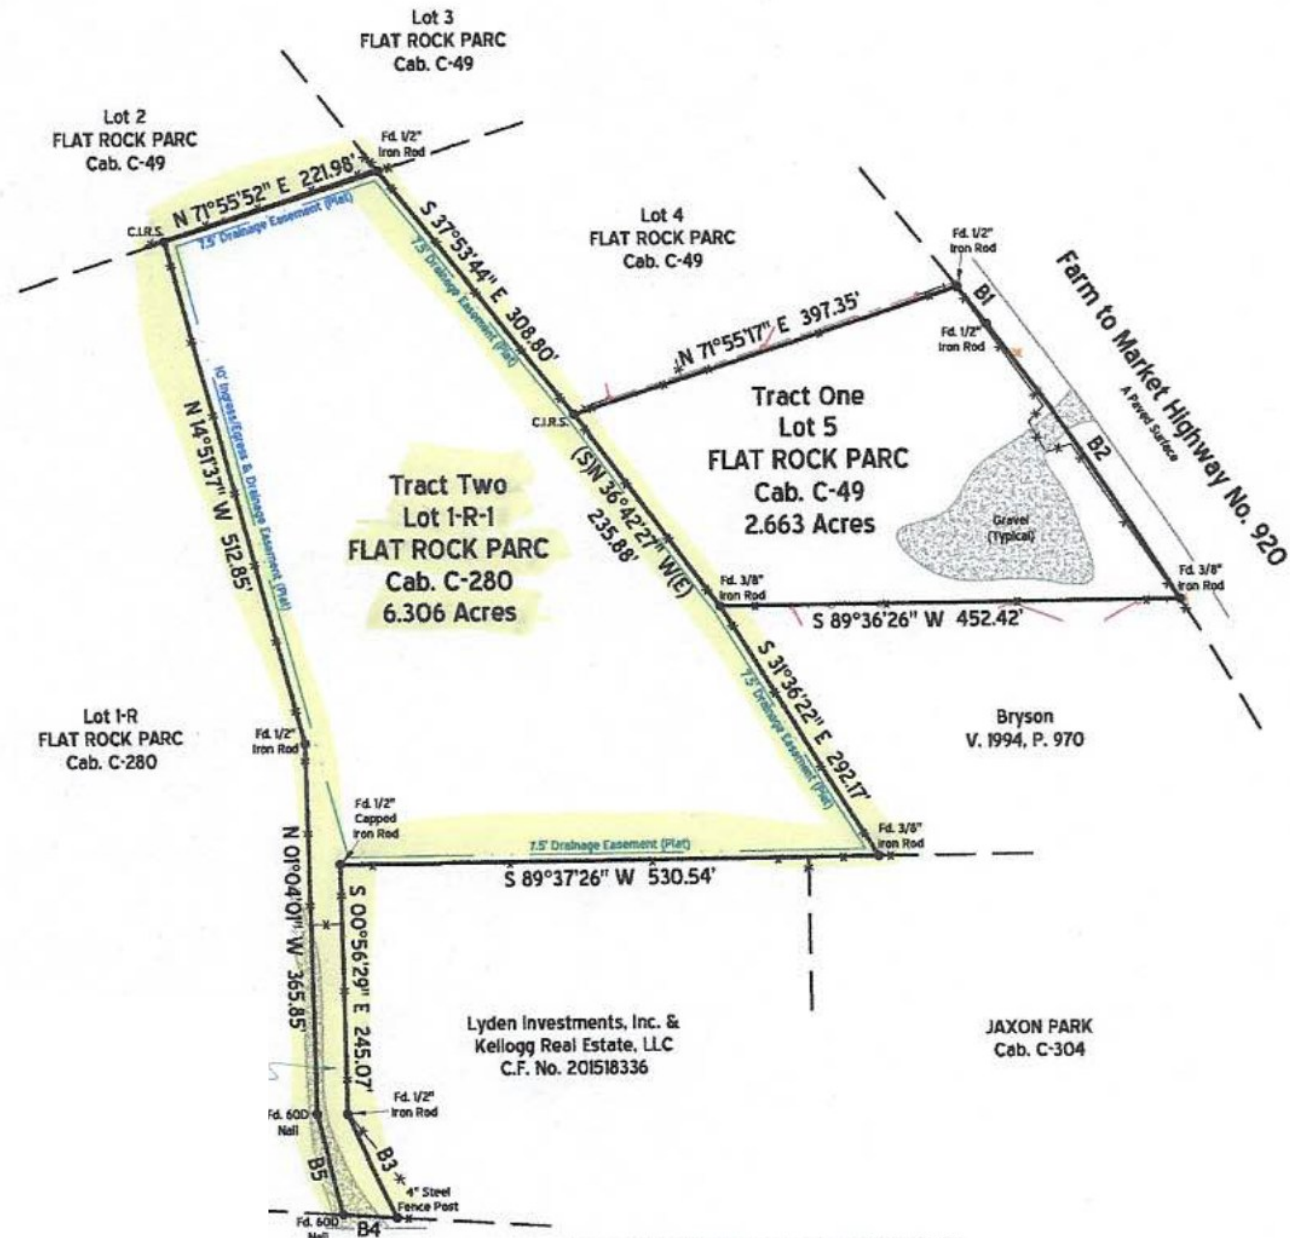 Lot 3
FLAT ROCK PARC
Cab. C-49
Lot 2
FLAT ROCK PARC
Cab. C-49
Fd. 1/2"
Iron Rod
N 71°55'52" E 221.98'
7.5' Drainage Easement (Plat)
C.I.R.S.
S 37°53'44" E 308.80'
7.5' Drainage Easement (Plat)
Lot 4
FLAT ROCK PARC
Cab. C-49
Fd. 1/2"
Iron Rod
B1
Fd. 1/2"
Iron Rod
Farm to Market Highway No. 920
A Paved Surface
N 71°55'17" E 397.35'
C.I.R.S.
Tract One
Lot 5
FLAT ROCK PARC
Cab. C-49
2.663 Acres
B2
Gravel
(Typical)
N 14°51'37" W 512.85'
10' Ingress/Egress & Drainage Easement (Plat)
Tract Two
Lot 1-R-1
FLAT ROCK PARC
Cab. C-280
6.306 Acres
(S)N 36°42'27" W(E)
235.88'
Fd. 3/8"
Iron Rod
Fd. 3/8"
Iron Rod
S 89°36'26" W 452.42'
S 31°36'22" E 292.17'
7.5' Drainage Easement (Plat)
Lot 1-R
FLAT ROCK PARC
Cab. C-280
Fd. 1/2"
Iron Rod
Bryson
V. 1994, P. 970
Fd. 1/2"
Capped
Iron Rod
7.5' Drainage Easement (Plat)
Fd. 3/8"
Iron Rod
S 89°37'26" W 530.54'
N 01°04'01" W 365.85'
S 00°56'29" E 245.07'
Lyden Investments, Inc. &
Kellogg Real Estate, LLC
C.F. No. 201518336
JAXON PARK
Cab. C-304
Fd. 60D
Nail
Fd. 1/2"
Iron Rod
B5
B3
4" Steel
Fence Post
Fd. 60D
Nail
B4